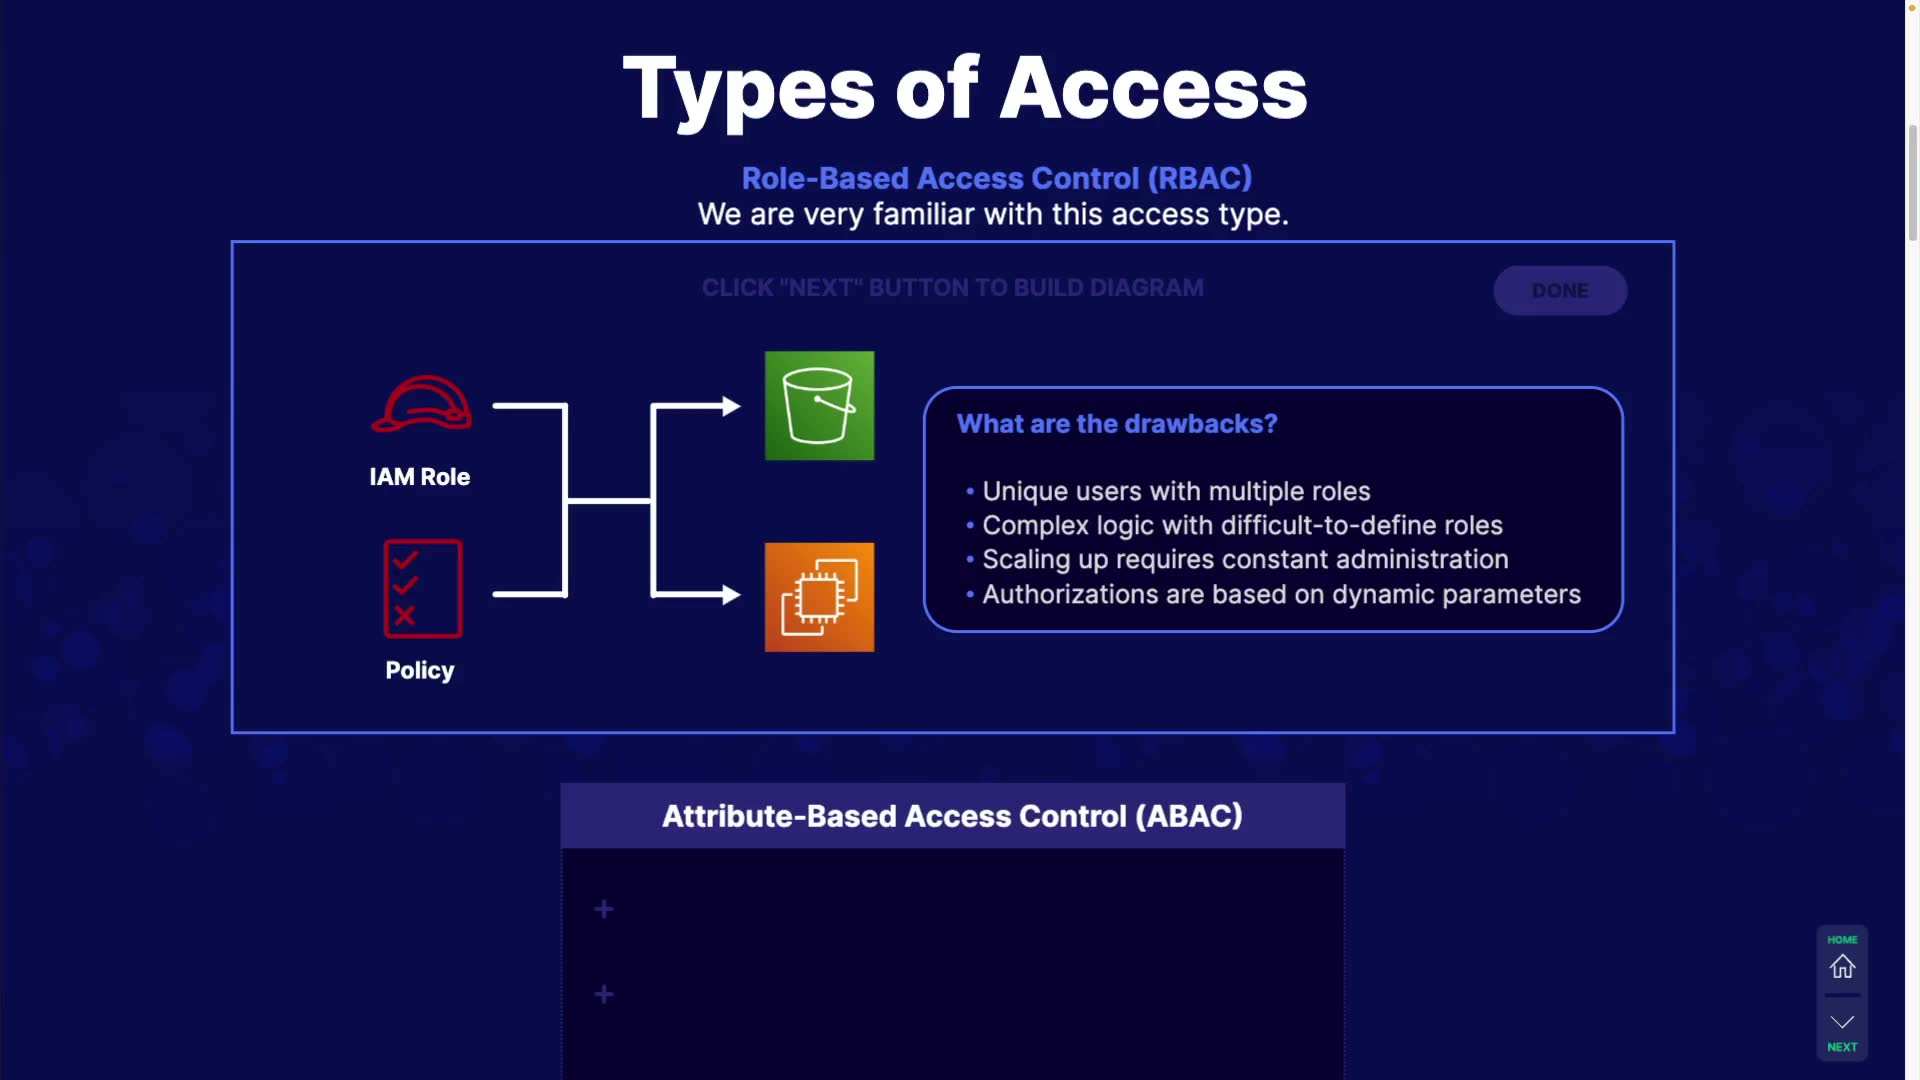 Types of Access
Role-Based Access Control (RBAC)
We are very familiar with this access type.
CLICK "NEXT" BUTTON TO BUILD DIAGRAM
DONE
IAM Role
Policy
What are the drawbacks?
• Unique users with multiple roles
• Complex logic with difficult-to-define roles
• Scaling up requires constant administration
• Authorizations are based on dynamic parameters
Attribute-Based Access Control (ABAC)
+
+
HOME
NEXT